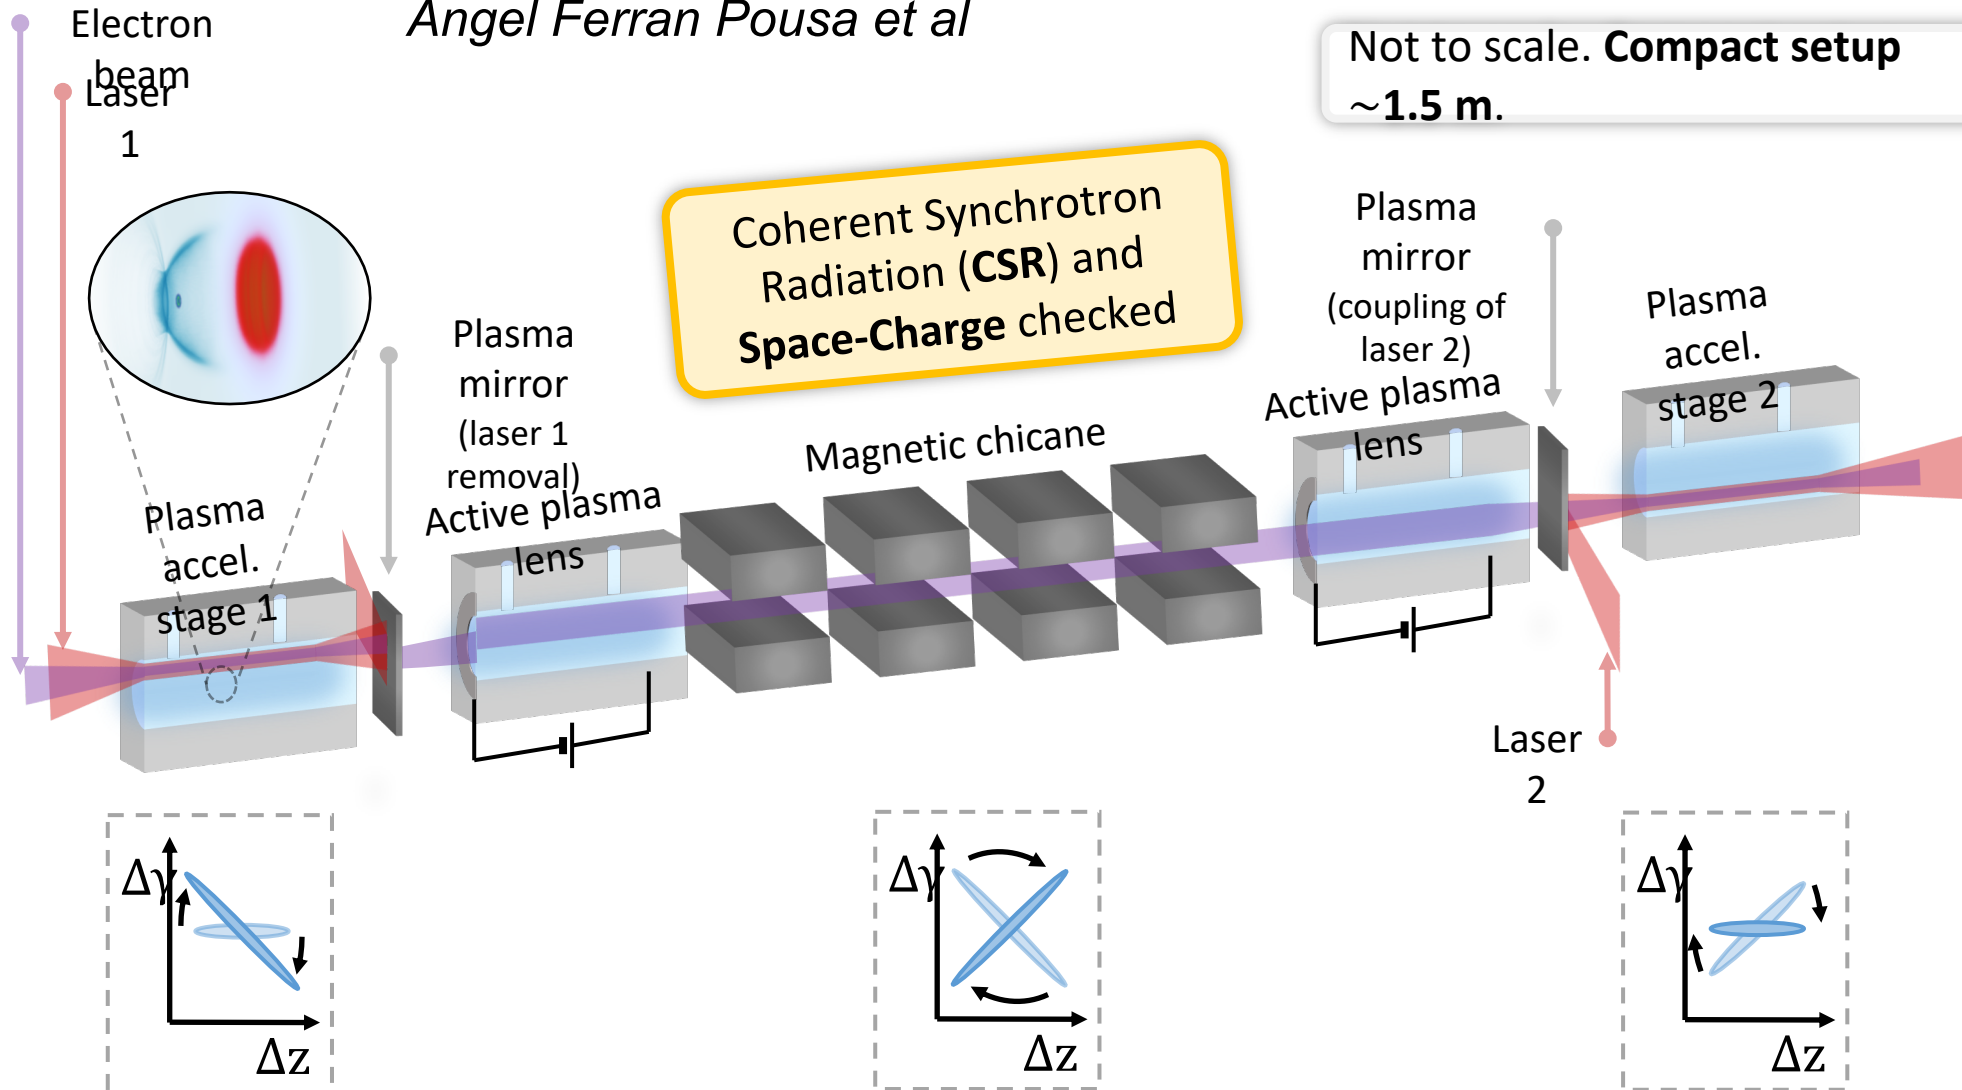 Angel Ferran Pousa et al
Electron
beam
Laser
1
Not to scale. Compact setup
~1.5 m.
Coherent Synchrotron
Radiation (CSR) and
Space-Charge checked
Plasma
mirror
(coupling of
laser 2)
Plasma
accel.
stage 2
Plasma
mirror
(laser 1
removal)
Active plasma
lens
Magnetic chicane
Active plasma
lens
Plasma
accel.
stage 1
Laser
2
Δγ
Δz
Δγ
Δz
Δγ
Δz